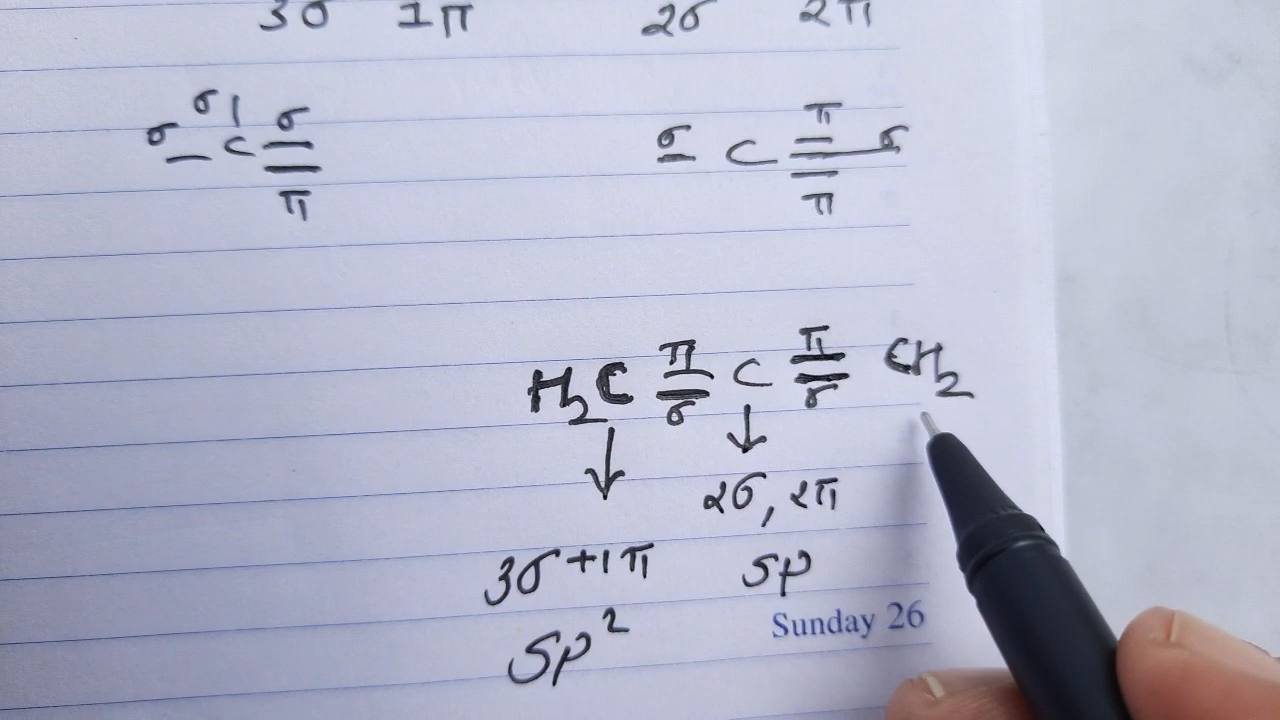 3σ 1π 2σ 2π
σ σ π
σ C σ C σ
π π
π π
H₂C = C = CH₂
σ σ
2σ, 2π
3σ+1π sp
Sunday 26
sp²